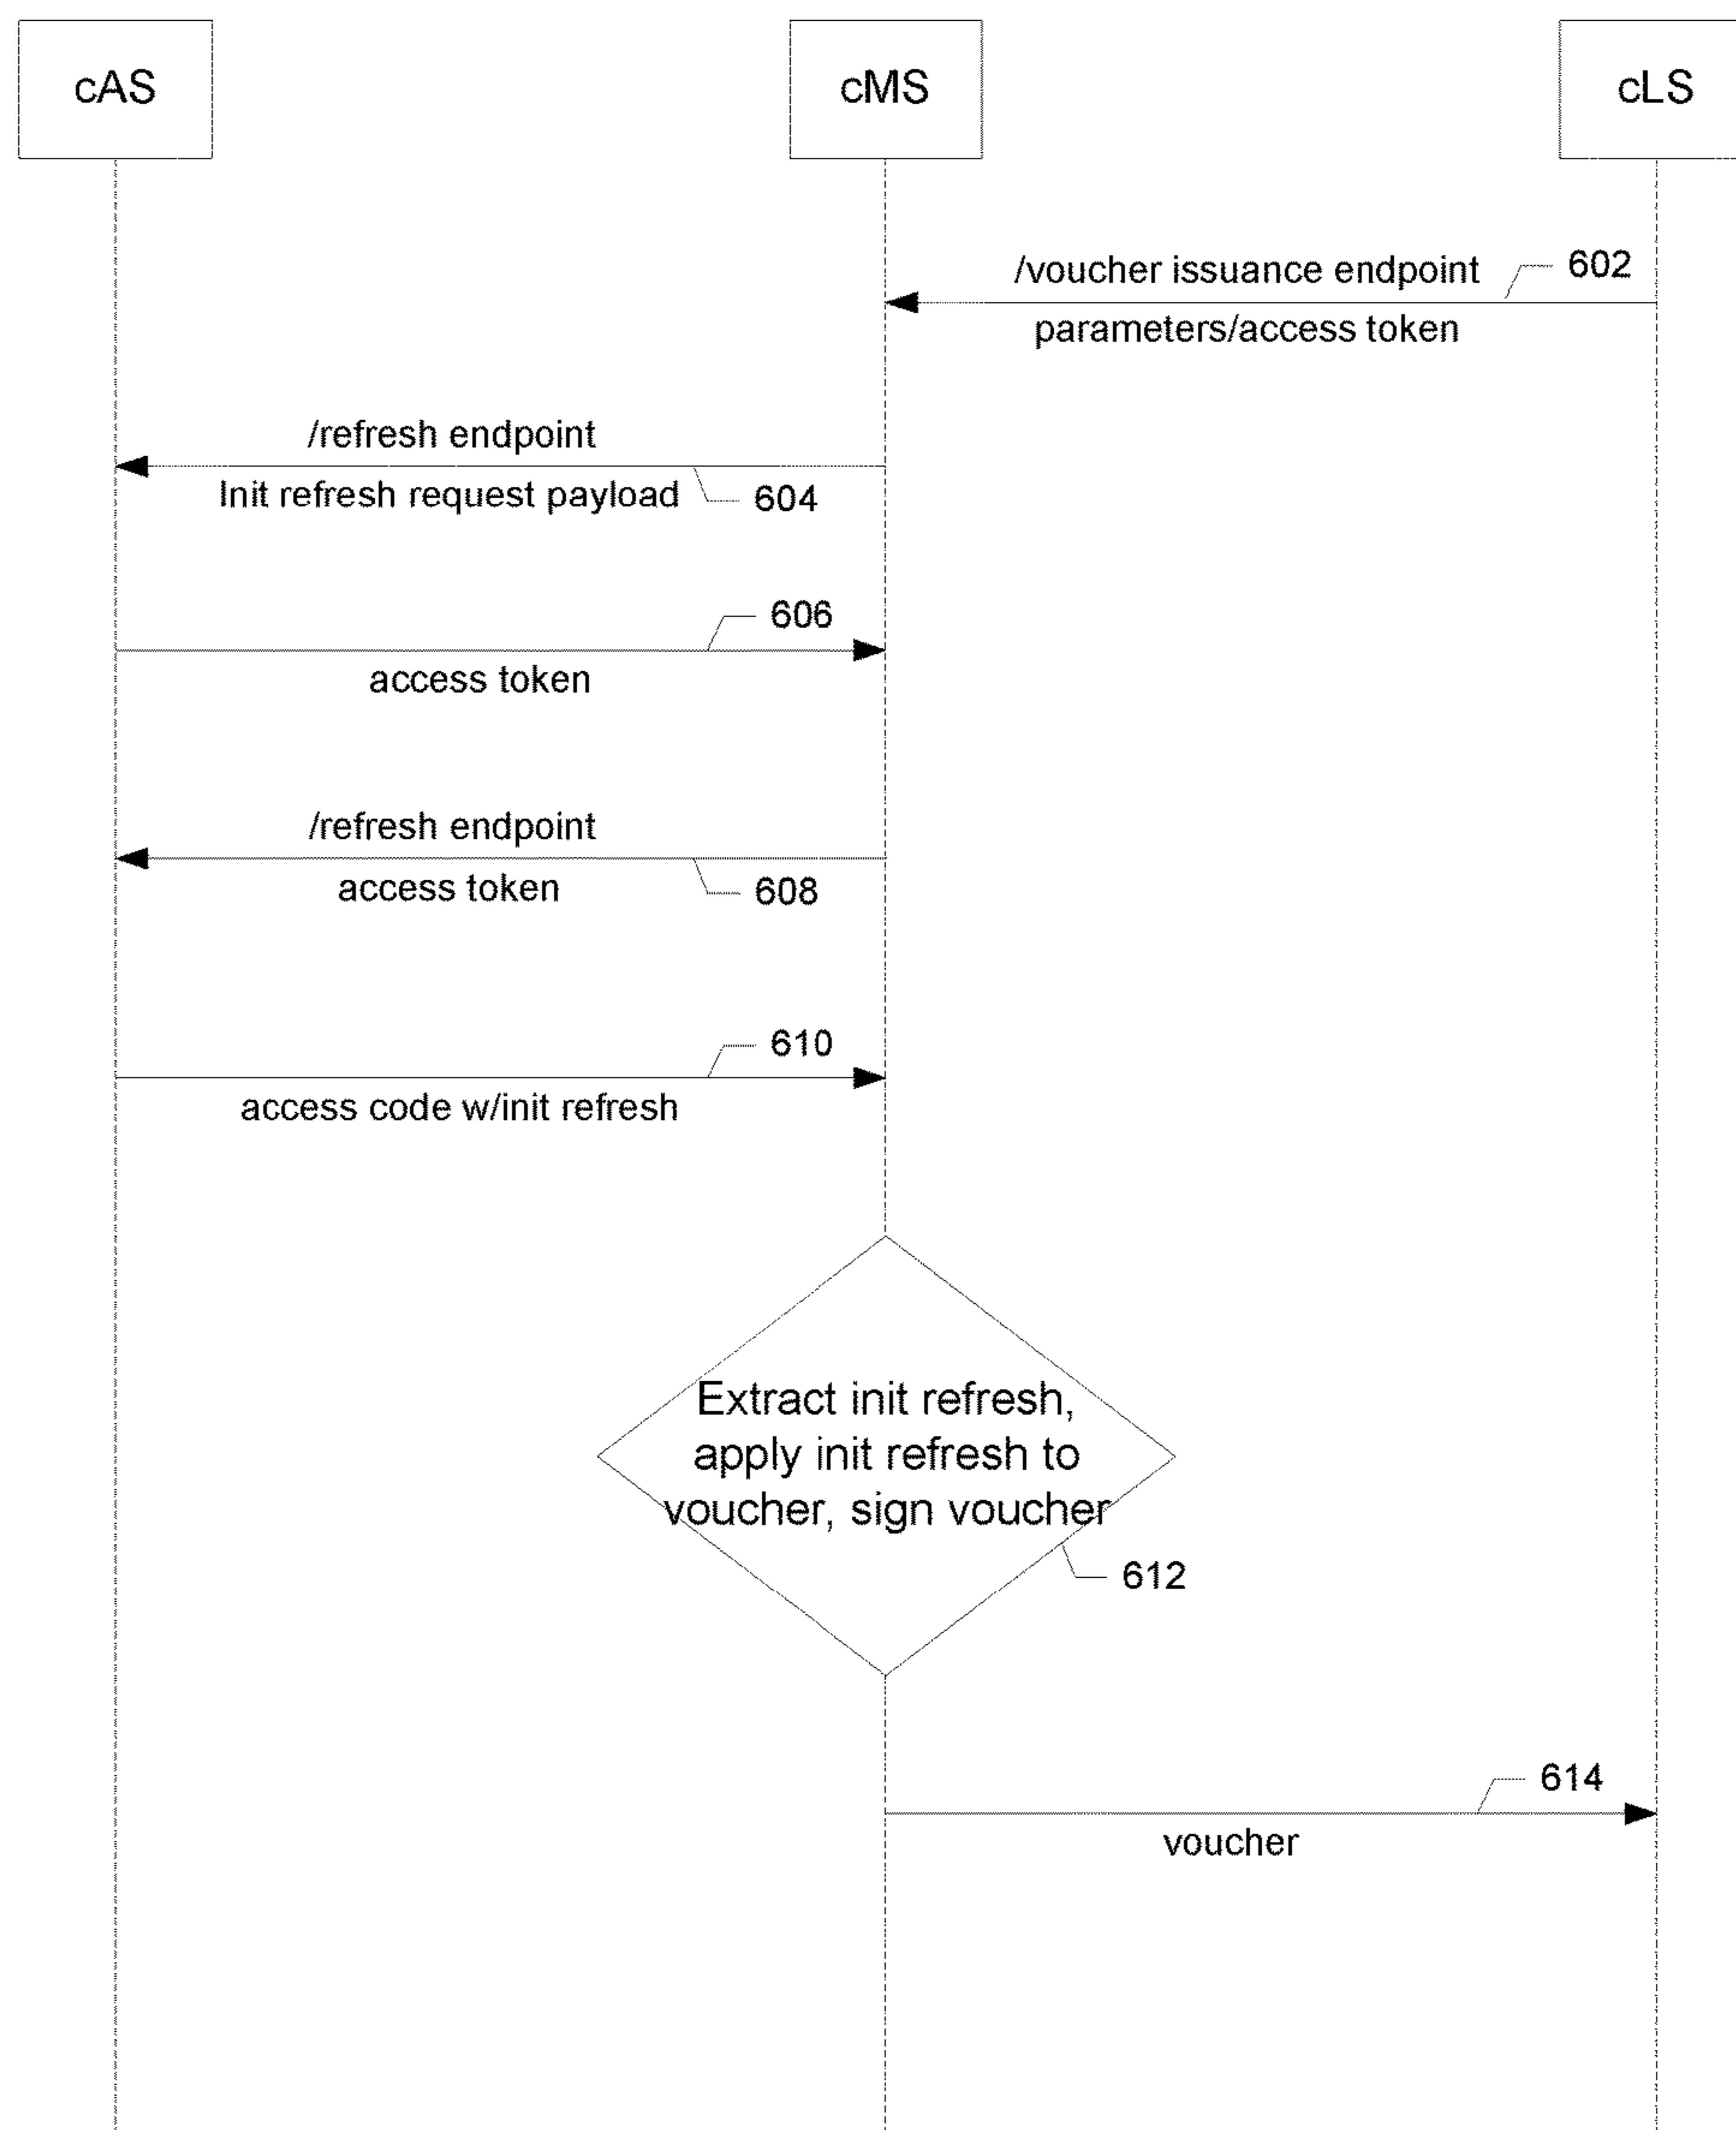 cAS
cMS
cLS
/voucher issuance endpoint
602
parameters/access token
/refresh endpoint
Init refresh request payload
604
606
access token
/refresh endpoint
access token
608
610
access code w/init refresh
Extract init refresh,
apply init refresh to
voucher, sign voucher
612
614
voucher